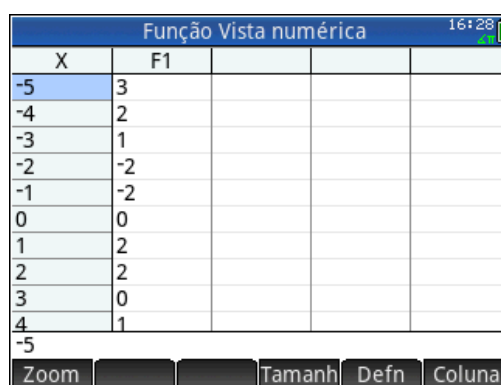 Função Vista numérica 16:28
∡π
X F1
-5 3
-4 2
-3 1
-2 -2
-1 -2
0 0
1 2
2 2
3 0
4 1
-5
Zoom Tamanh Defn Coluna